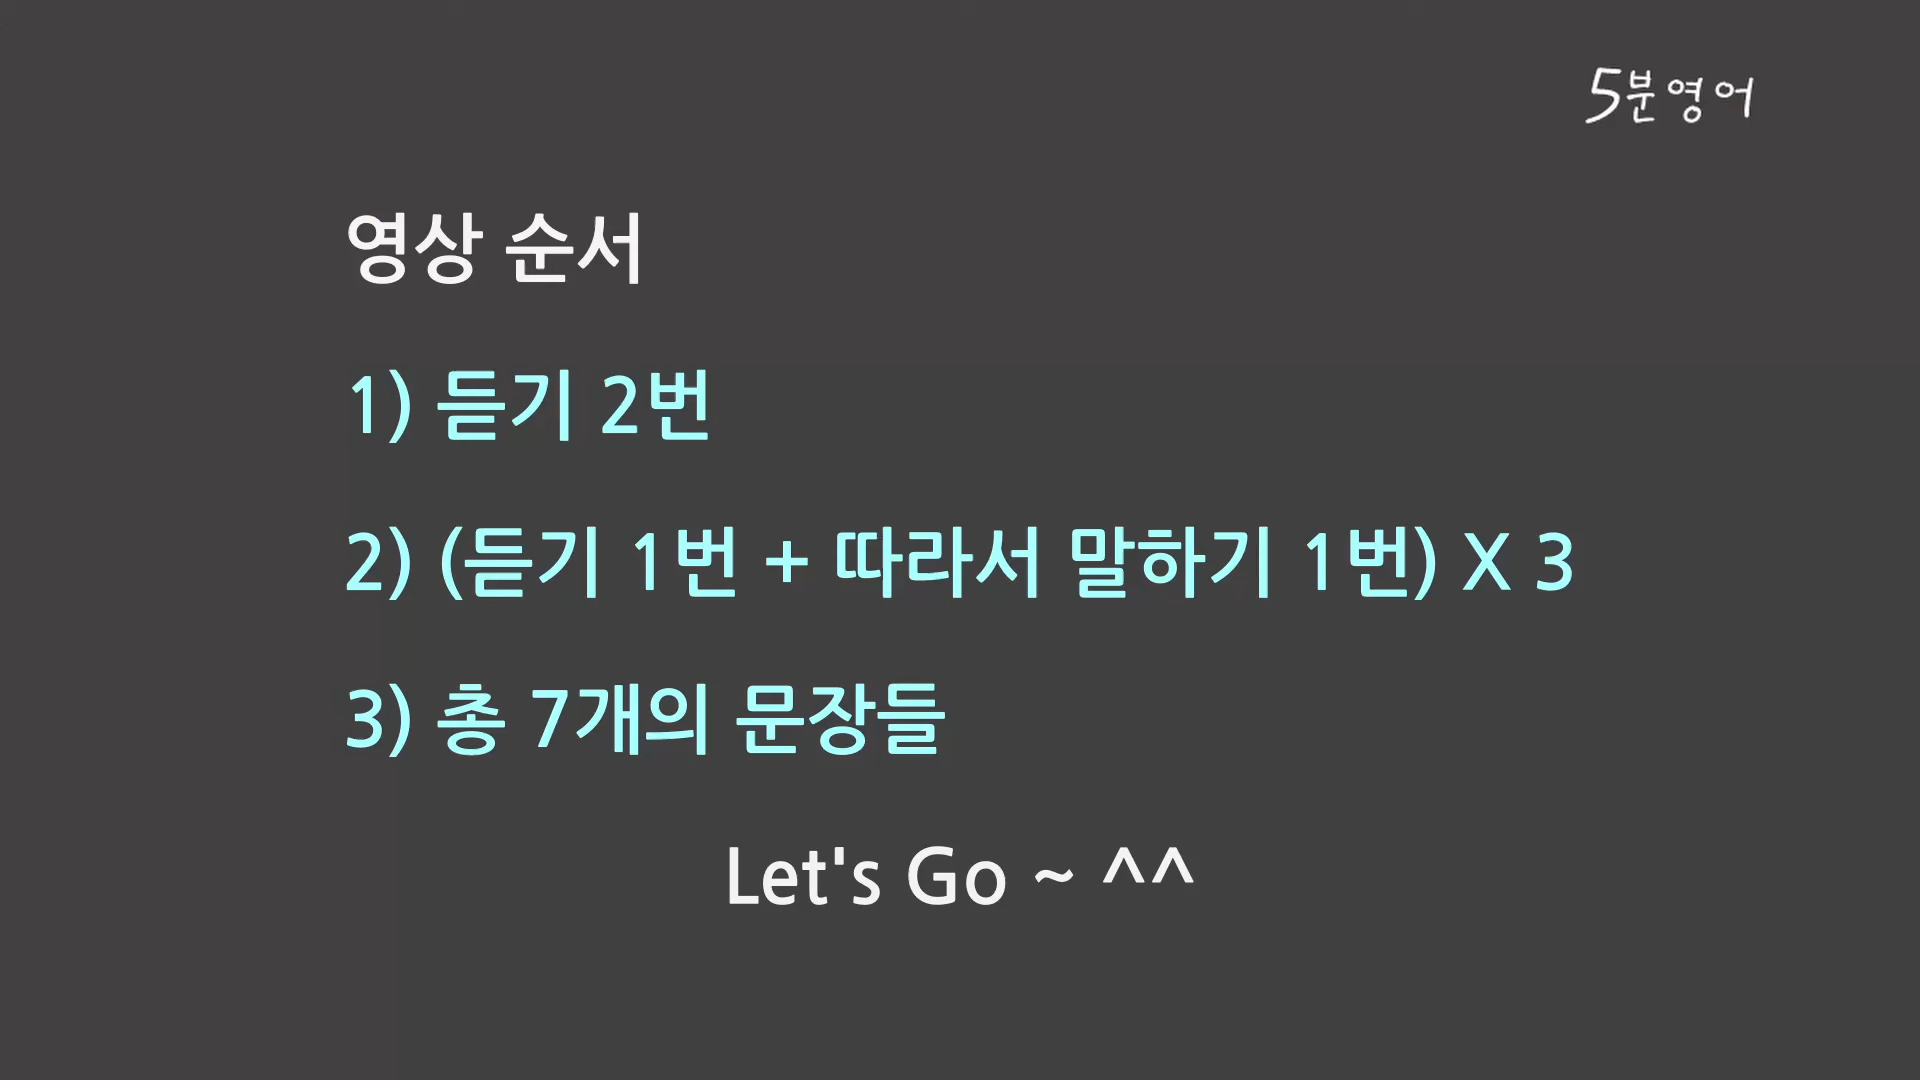 5분영어
영상 순서
1) 듣기 2번
2) (듣기 1번 + 따라서 말하기 1번) X 3
3) 총 7개의 문장들
Let's Go ~ ^^